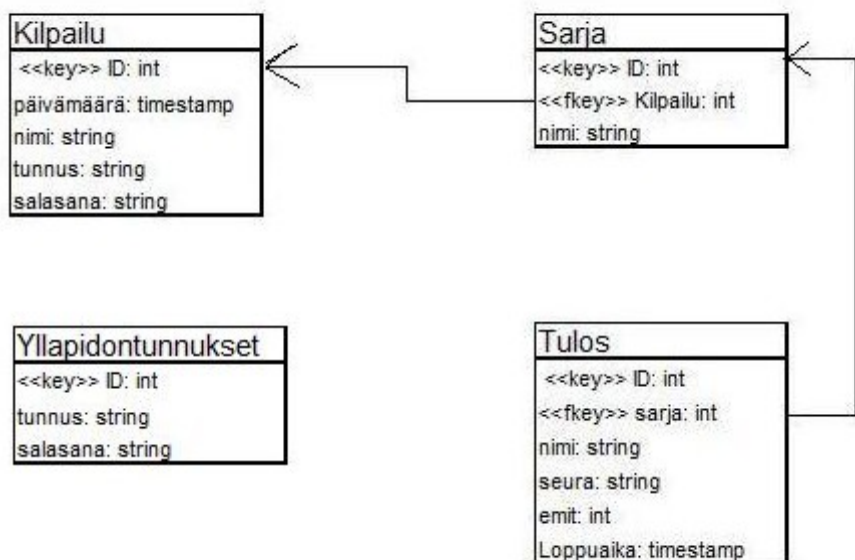 Kilpailu
<<key>> ID: int
päivämäärä: timestamp
nimi: string
tunnus: string
salasana: string
Sarja
<<key>> ID: int
<<fkey>> Kilpailu: int
nimi: string
Yllapidontunnukset
<<key>> ID: int
tunnus: string
salasana: string
Tulos
<<key>> ID: int
<<fkey>> sarja: int
nimi: string
seura: string
emit: int
Loppuaika: timestamp